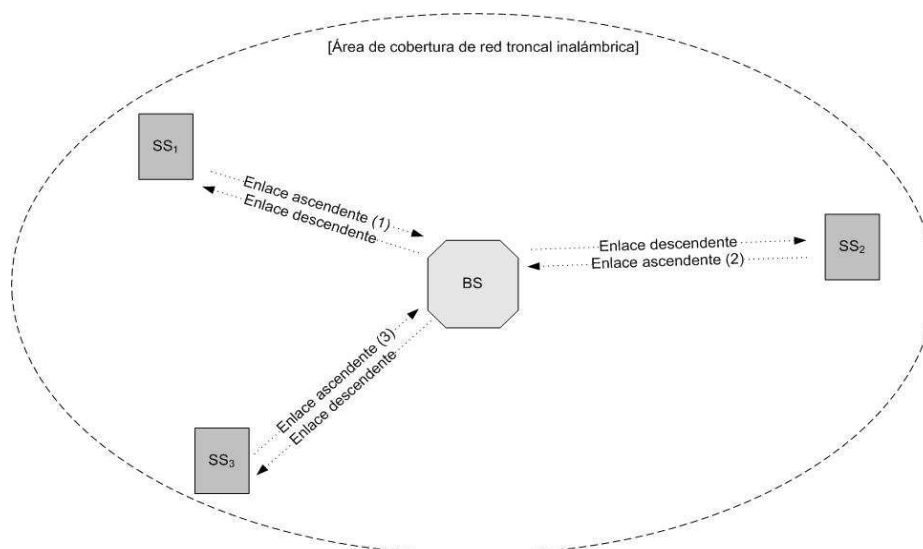 [Área de cobertura de red troncal inalámbrica]
SS₁
Enlace ascendente (1)
Enlace descendente
Enlace descendente
Enlace ascendente (2)
SS₂
BS
Enlace ascendente (3)
Enlace descendente
SS₃